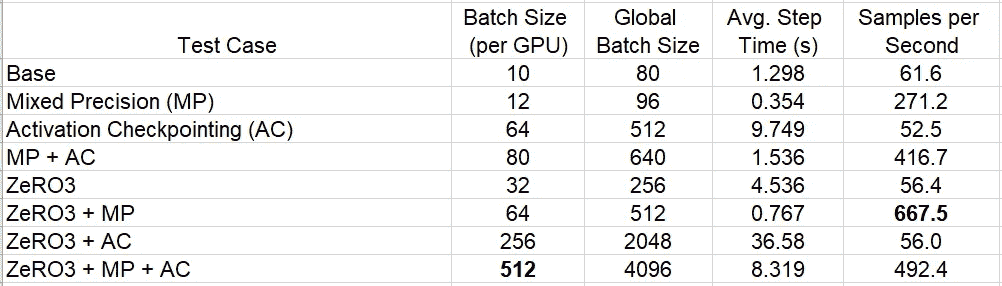 Test Case Batch Size (per GPU) Global Batch Size Avg. Step Time (s) Samples per Second
Base 10 80 1.298 61.6
Mixed Precision (MP) 12 96 0.354 271.2
Activation Checkpointing (AC) 64 512 9.749 52.5
MP + AC 80 640 1.536 416.7
ZeRO3 32 256 4.536 56.4
ZeRO3 + MP 64 512 0.767 667.5
ZeRO3 + AC 256 2048 36.58 56.0
ZeRO3 + MP + AC 512 4096 8.319 492.4